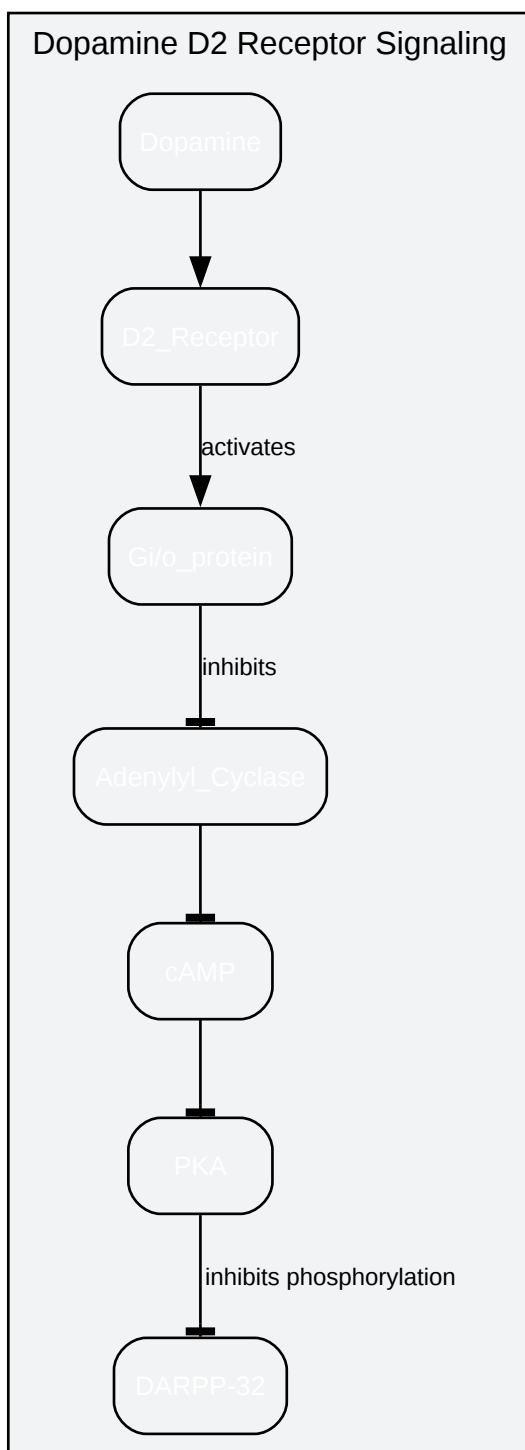 Dopamine D2 Receptor Signaling
Dopamine
D2_Receptor
activates
Gi/o_protein
inhibits
Adenylyl_Cyclase
cAMP
PKA
inhibits phosphorylation
DARPP-32